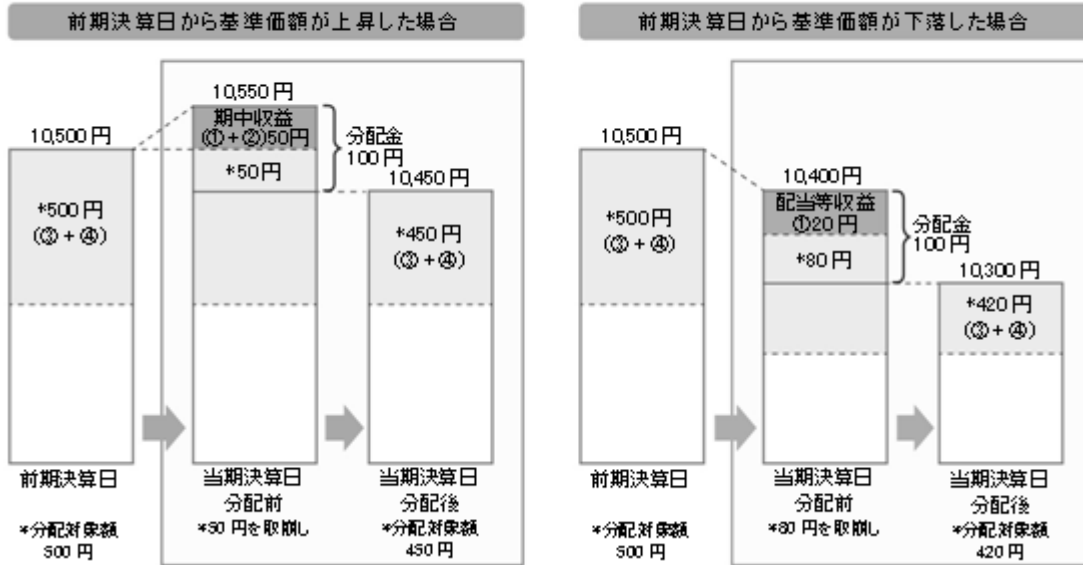 前期決算日から基準価額が上昇した場合
10,550円
期中収益
(①+②)50円
*50円
分配金
100円
10,500円
*500円
(③+④)
10,450円
*450円
(③+④)
前期決算日
*分配対象額
500円
当期決算日
分配前
*50円を取崩し
当期決算日
分配後
*分配対象額
450円
前期決算日から基準価額が下落した場合
10,500円
*500円
(③+④)
10,400円
配当等収益
①20円
*80円
分配金
100円
10,300円
*420円
(③+④)
前期決算日
*分配対象額
500円
当期決算日
分配前
*80円を取崩し
当期決算日
分配後
*分配対象額
420円